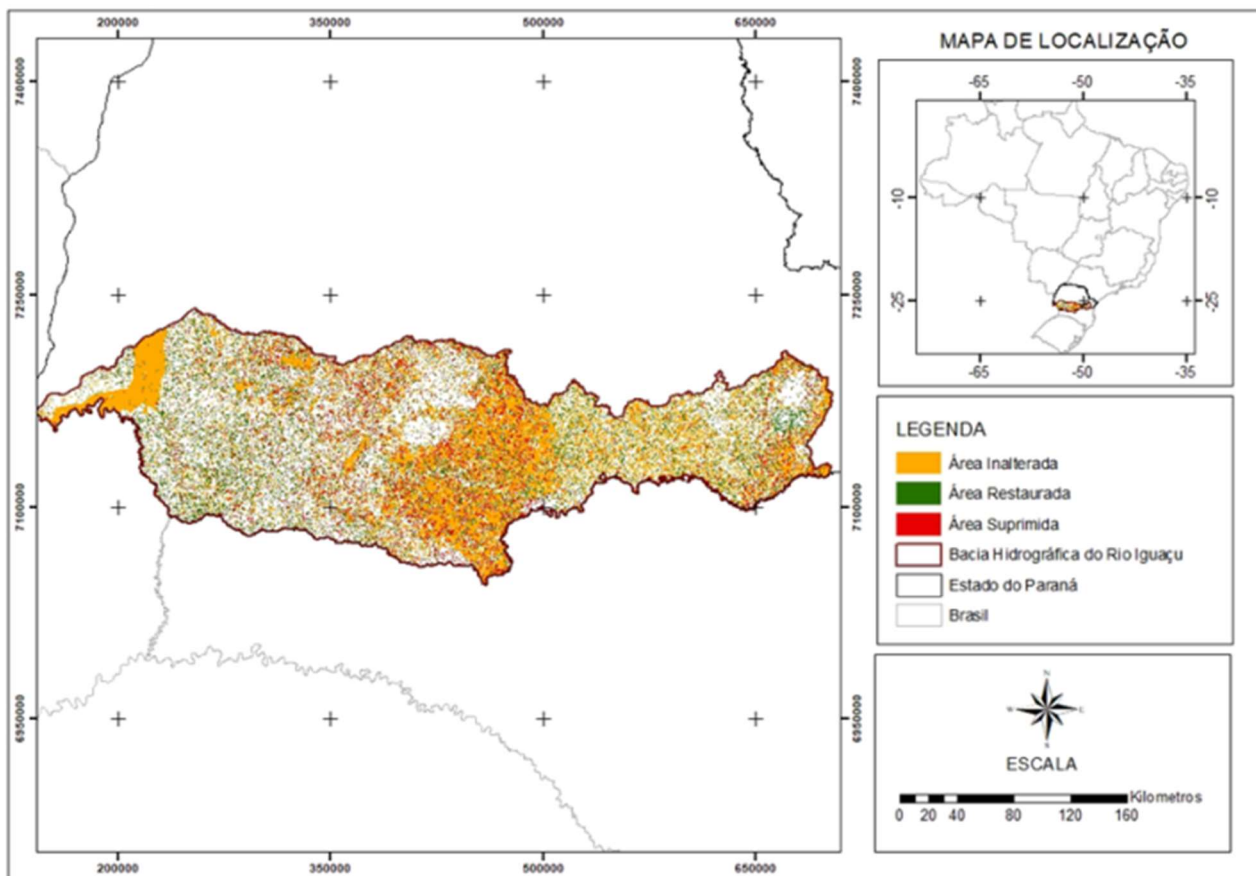 200000 350000 500000 650000
7400000 7400000
7250000 7250000
7100000 7100000
6950000 6950000
200000 350000 500000 650000
MAPA DE LOCALIZAÇÃO
-65 -50 -35
-10 -10
-25 -25
-65 -50 -35
LEGENDA
Área Inalterada
Área Restaurada
Área Suprimida
Bacia Hidrográfica do Rio Iguaçu
Estado do Paraná
Brasil
N
W E
S
ESCALA
Kilometros
0 20 40 80 120 160